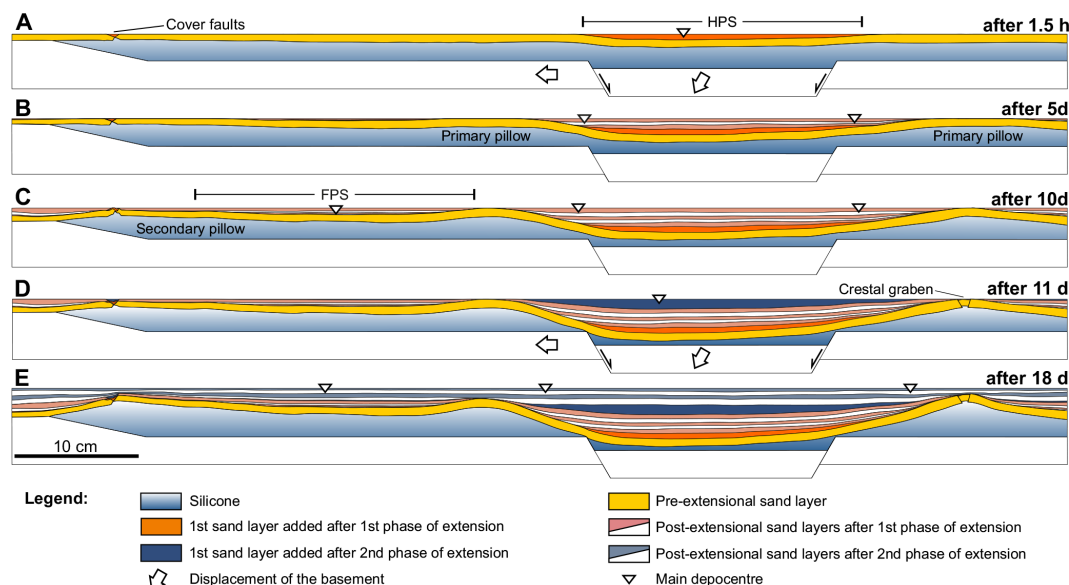 A
Cover faults
HPS
after 1.5 h
B
after 5d
Primary pillow
Primary pillow
C
FPS
after 10d
Secondary pillow
D
Crestal graben
after 11 d
E
after 18 d
10 cm
Legend:
Silicone
Pre-extensional sand layer
1st sand layer added after 1st phase of extension
Post-extensional sand layers after 1st phase of extension
1st sand layer added after 2nd phase of extension
Post-extensional sand layers after 2nd phase of extension
Displacement of the basement
Main depocentre